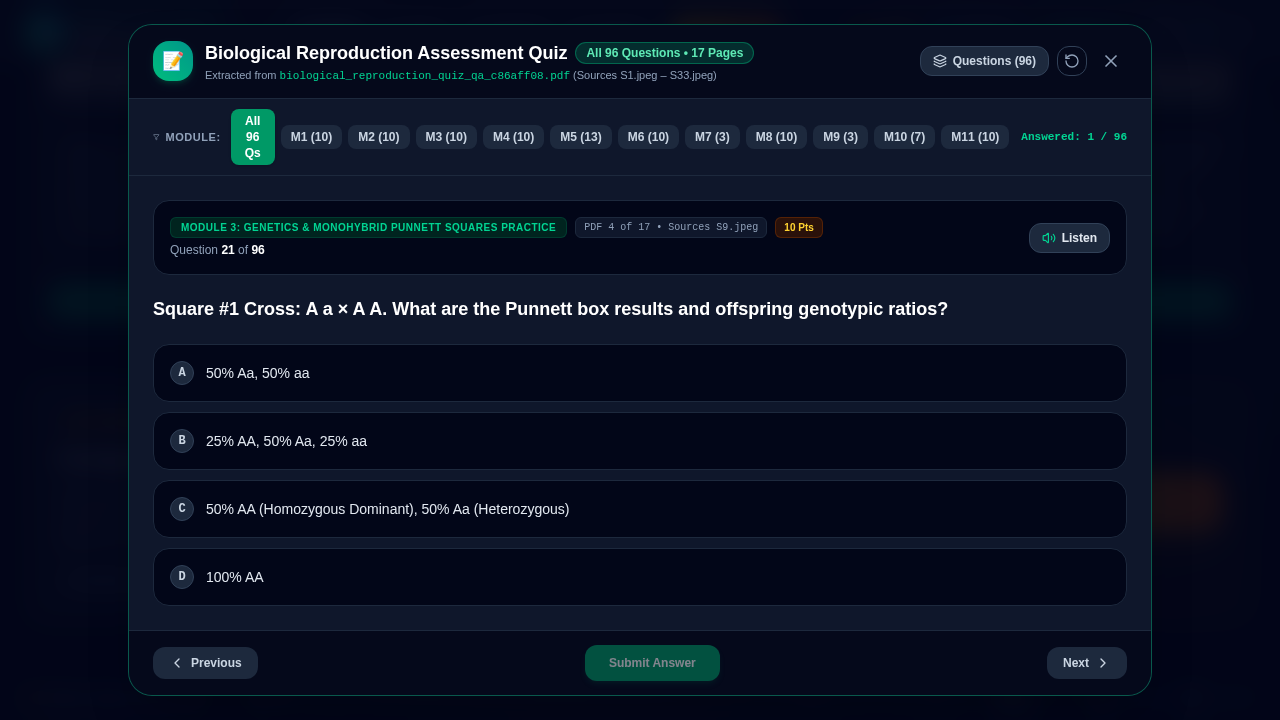 📝 Biological Reproduction Assessment Quiz All 96 Questions • 17 Pages
Extracted from biological_reproduction_quiz_qa_c86aff08.pdf (Sources S1.jpeg – S33.jpeg)
Questions (96)
▽ MODULE:
All
96
Qs
M1 (10) M2 (10) M3 (10) M4 (10) M5 (13) M6 (10) M7 (3) M8 (10) M9 (3) M10 (7) M11 (10) Answered: 1 / 96
MODULE 3: GENETICS & MONOHYBRID PUNNETT SQUARES PRACTICE PDF 4 of 17 • Sources S9.jpeg 10 Pts
Question 21 of 96
Listen
Square #1 Cross: A a × A A. What are the Punnett box results and offspring genotypic ratios?
A 50% Aa, 50% aa
B 25% AA, 50% Aa, 25% aa
C 50% AA (Homozygous Dominant), 50% Aa (Heterozygous)
D 100% AA
Previous Submit Answer Next